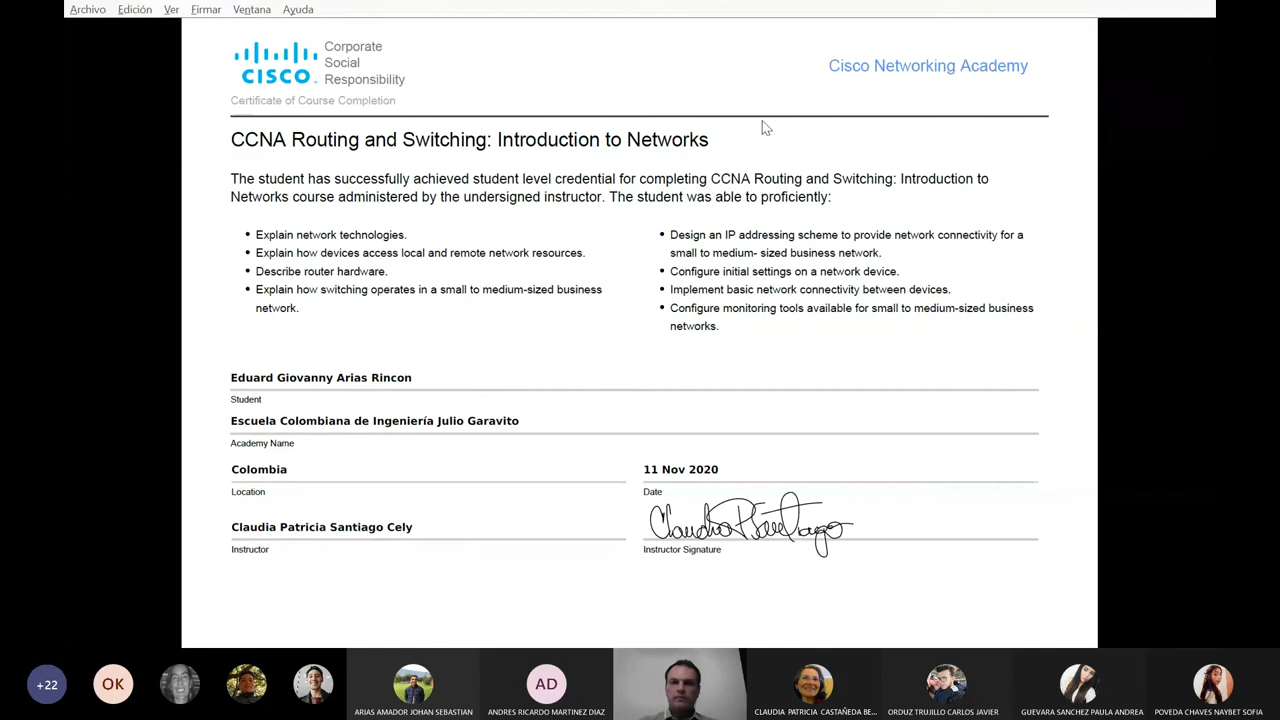 Archivo Edición Ver Firmar Ventana Ayuda
Corporate
Social
Responsibility
CISCO
Cisco Networking Academy
Certificate of Course Completion
CCNA Routing and Switching: Introduction to Networks
The student has successfully achieved student level credential for completing CCNA Routing and Switching: Introduction to
Networks course administered by the undersigned instructor. The student was able to proficiently:
• Explain network technologies.
• Explain how devices access local and remote network resources.
• Describe router hardware.
• Explain how switching operates in a small to medium-sized business
network.
• Design an IP addressing scheme to provide network connectivity for a
small to medium- sized business network.
• Configure initial settings on a network device.
• Implement basic network connectivity between devices.
• Configure monitoring tools available for small to medium-sized business
networks.
Eduard Giovanny Arias Rincon
Student
Escuela Colombiana de Ingeniería Julio Garavito
Academy Name
Colombia
Location
11 Nov 2020
Date
Claudia Patricia Santiago Cely
Instructor
Claudia P Santiago
Instructor Signature
+22
OK
AD
ARIAS AMADOR JOHAN SEBASTIAN
ANDRES RICARDO MARTINEZ DIAZ
CLAUDIA PATRICIA CASTAÑEDA BE...
ORDUZ TRUJILLO CARLOS JAVIER
GUEVARA SANCHEZ PAULA ANDREA
POVEDA CHAVES NAYBET SOFIA